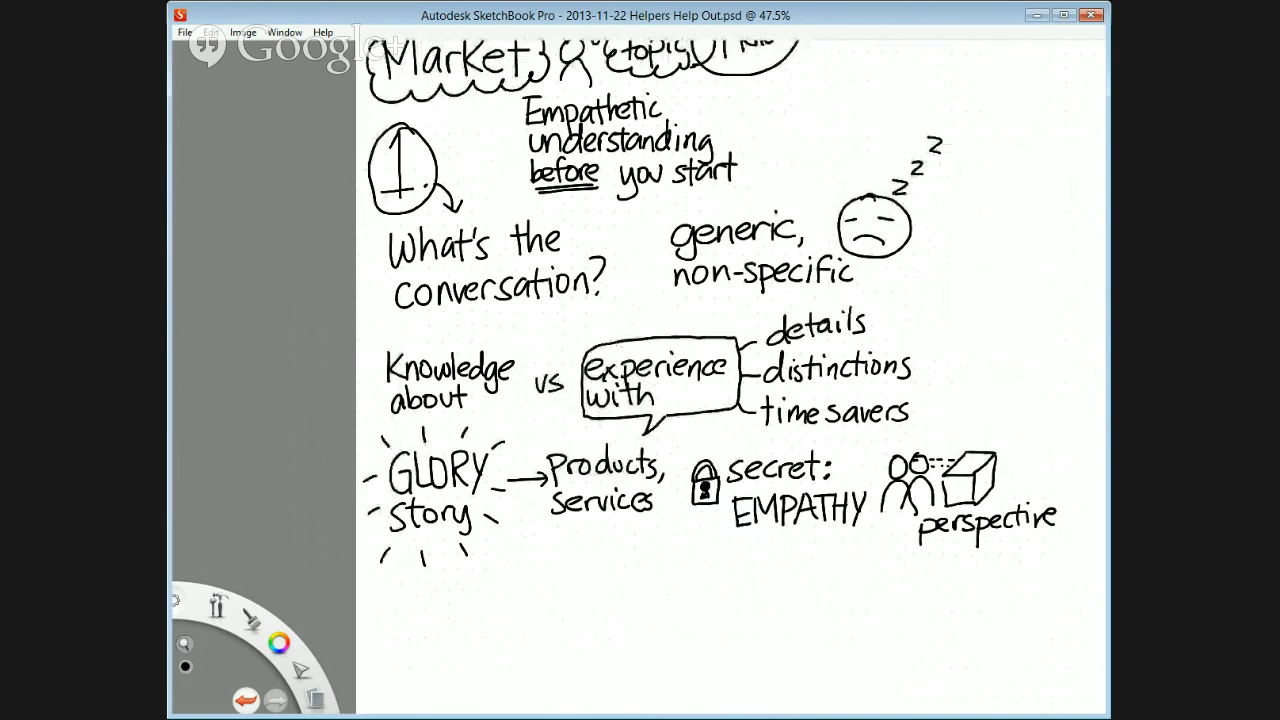 Autodesk SketchBook Pro - 2013-11-22 Helpers Help Out.psd @ 47.5%
File Edit Image Window Help
Google+
Market
topic
Empathetic
understanding
before you start
1.
z z z
What's the
conversation?
generic,
non-specific
Knowledge
about
vs
experience
with
details
distinctions
time savers
GLORY
story
Products,
services
secret:
EMPATHY
perspective